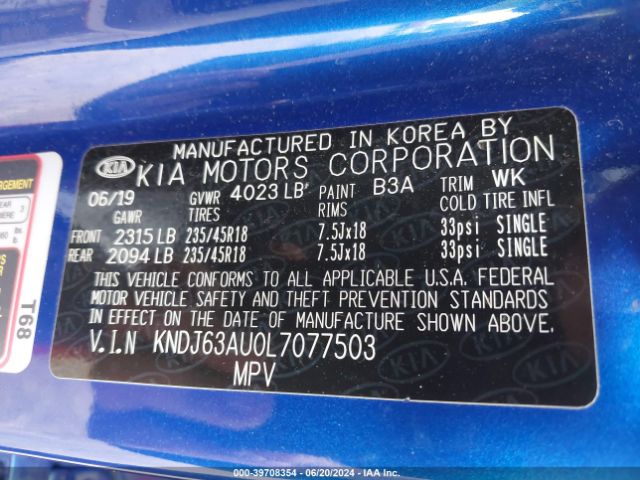 MANUFACTURED IN KOREA BY
KIA KIA MOTORS CORPORATION
06/19 GVWR 4023 LB PAINT B3A TRIM WK
GAWR TIRES RIMS COLD TIRE INFL
FRONT 2315 LB 235/45R18 7.5Jx18 33psi SINGLE
REAR 2094 LB 235/45R18 7.5Jx18 33psi SINGLE
THIS VEHICLE CONFORMS TO ALL APPLICABLE U.S.A. FEDERAL
MOTOR VEHICLE SAFETY AND THEFT PREVENTION STANDARDS
IN EFFECT ON THE DATE OF MANUFACTURE SHOWN ABOVE.
V.I.N KNDJ63AU0L7077503
MPV
T68
000-39708354 - 06/20/2024 - IAA Inc.